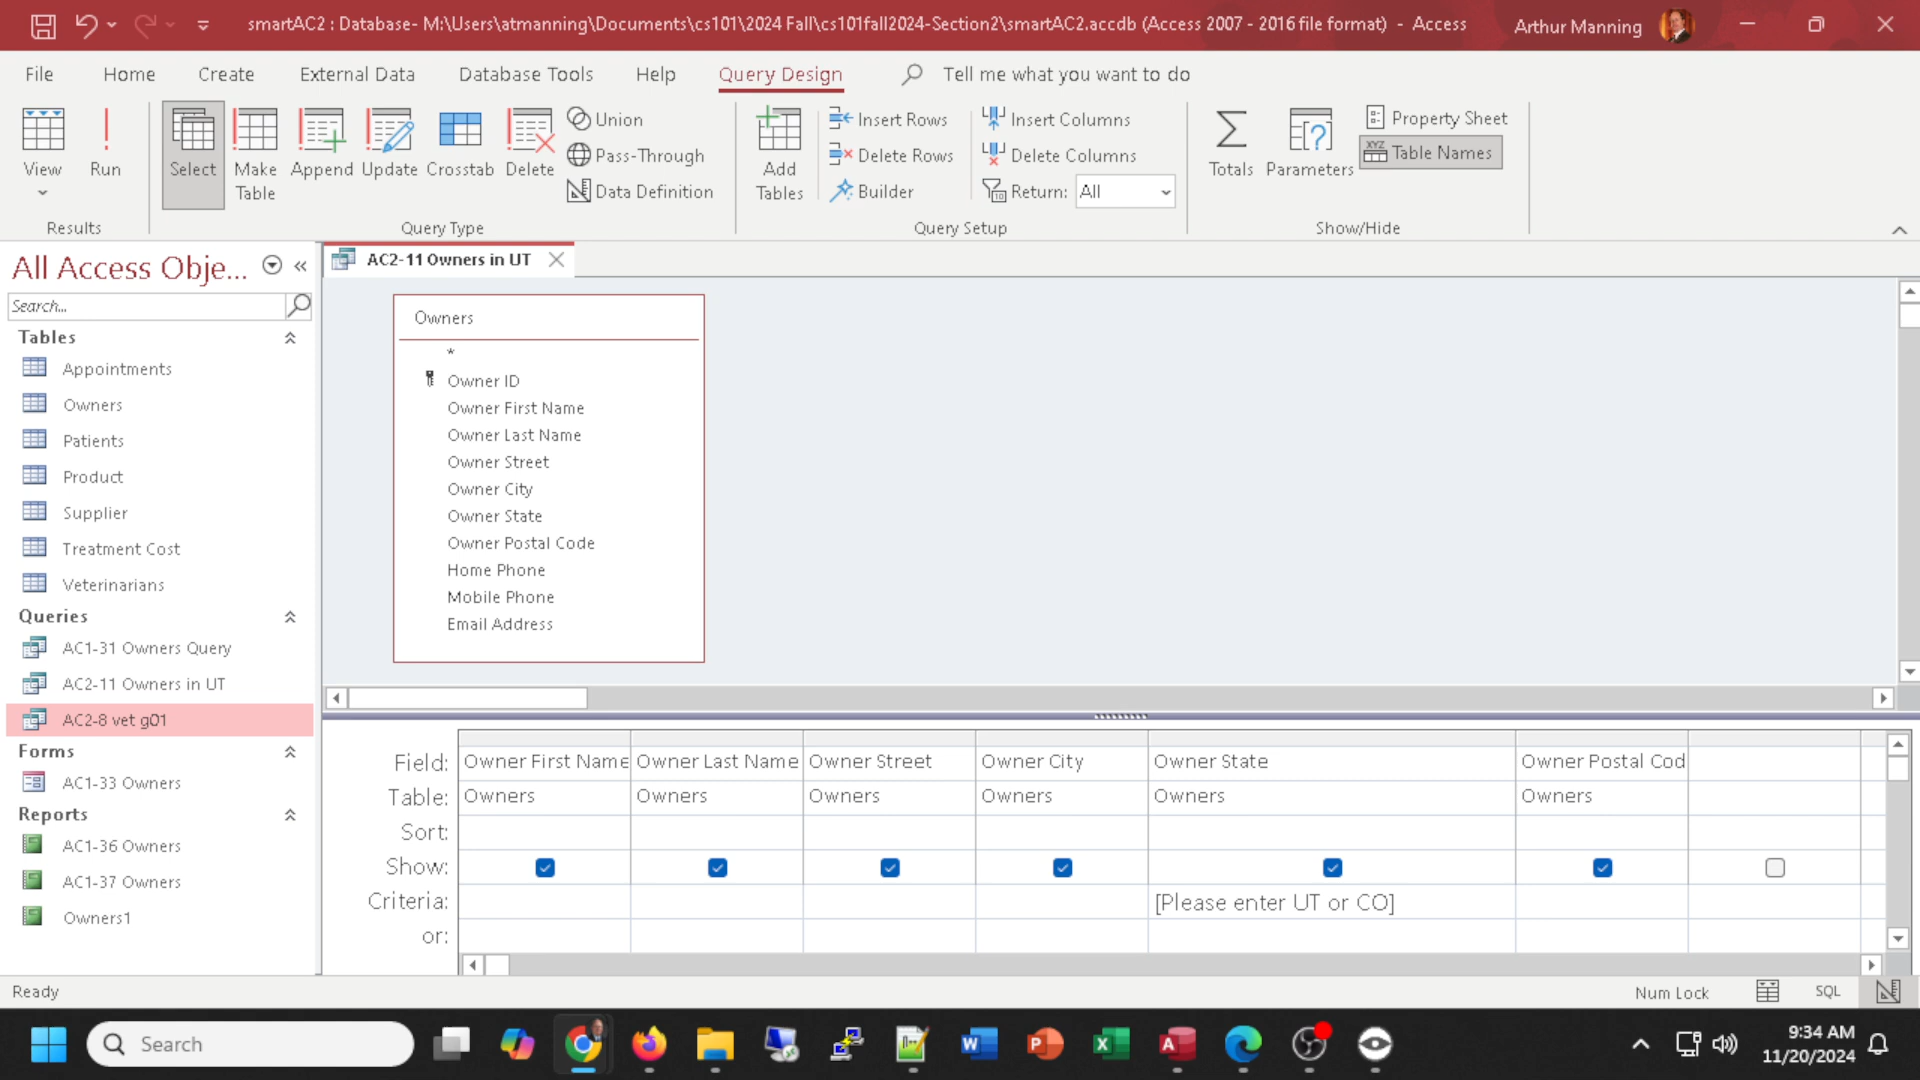 smartAC2 : Database- M:\Users\atmanning\Documents\cs101\2024 Fall\cs101fall2024-Section2\smartAC2.accdb (Access 2007 - 2016 file format) - Access
Arthur Manning
File Home Create External Data Database Tools Help Query Design Tell me what you want to do
View
Run
Select
Make Table
Append
Update
Crosstab
Delete
Union
Pass-Through
Data Definition
Add Tables
Insert Rows
Delete Rows
Builder
Insert Columns
Delete Columns
Return: All
Totals
Parameters
Property Sheet
XYZ Table Names
Results
Query Type
Query Setup
Show/Hide
All Access Obje...
Search...
Tables
Appointments
Owners
Patients
Product
Supplier
Treatment Cost
Veterinarians
Queries
AC1-31 Owners Query
AC2-11 Owners in UT
AC2-8 vet g01
Forms
AC1-33 Owners
Reports
AC1-36 Owners
AC1-37 Owners
Owners1
AC2-11 Owners in UT
Owners
*
Owner ID
Owner First Name
Owner Last Name
Owner Street
Owner City
Owner State
Owner Postal Code
Home Phone
Mobile Phone
Email Address
Field: Owner First Name Owner Last Name Owner Street Owner City Owner State Owner Postal Cod
Table: Owners Owners Owners Owners Owners Owners
Sort:
Show:
Criteria: [Please enter UT or CO]
or:
Ready
Num Lock
SQL
Search
9:34 AM
11/20/2024